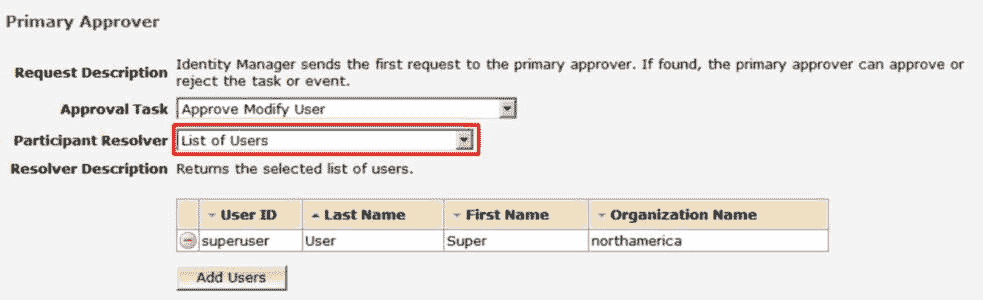 Primary Approver
Request Description Identity Manager sends the first request to the primary approver. If found, the primary approver can approve or
reject the task or event.
Approval Task Approve Modify User
Participant Resolver List of Users
Resolver Description Returns the selected list of users.
User ID Last Name First Name Organization Name
superuser User Super northamerica
Add Users